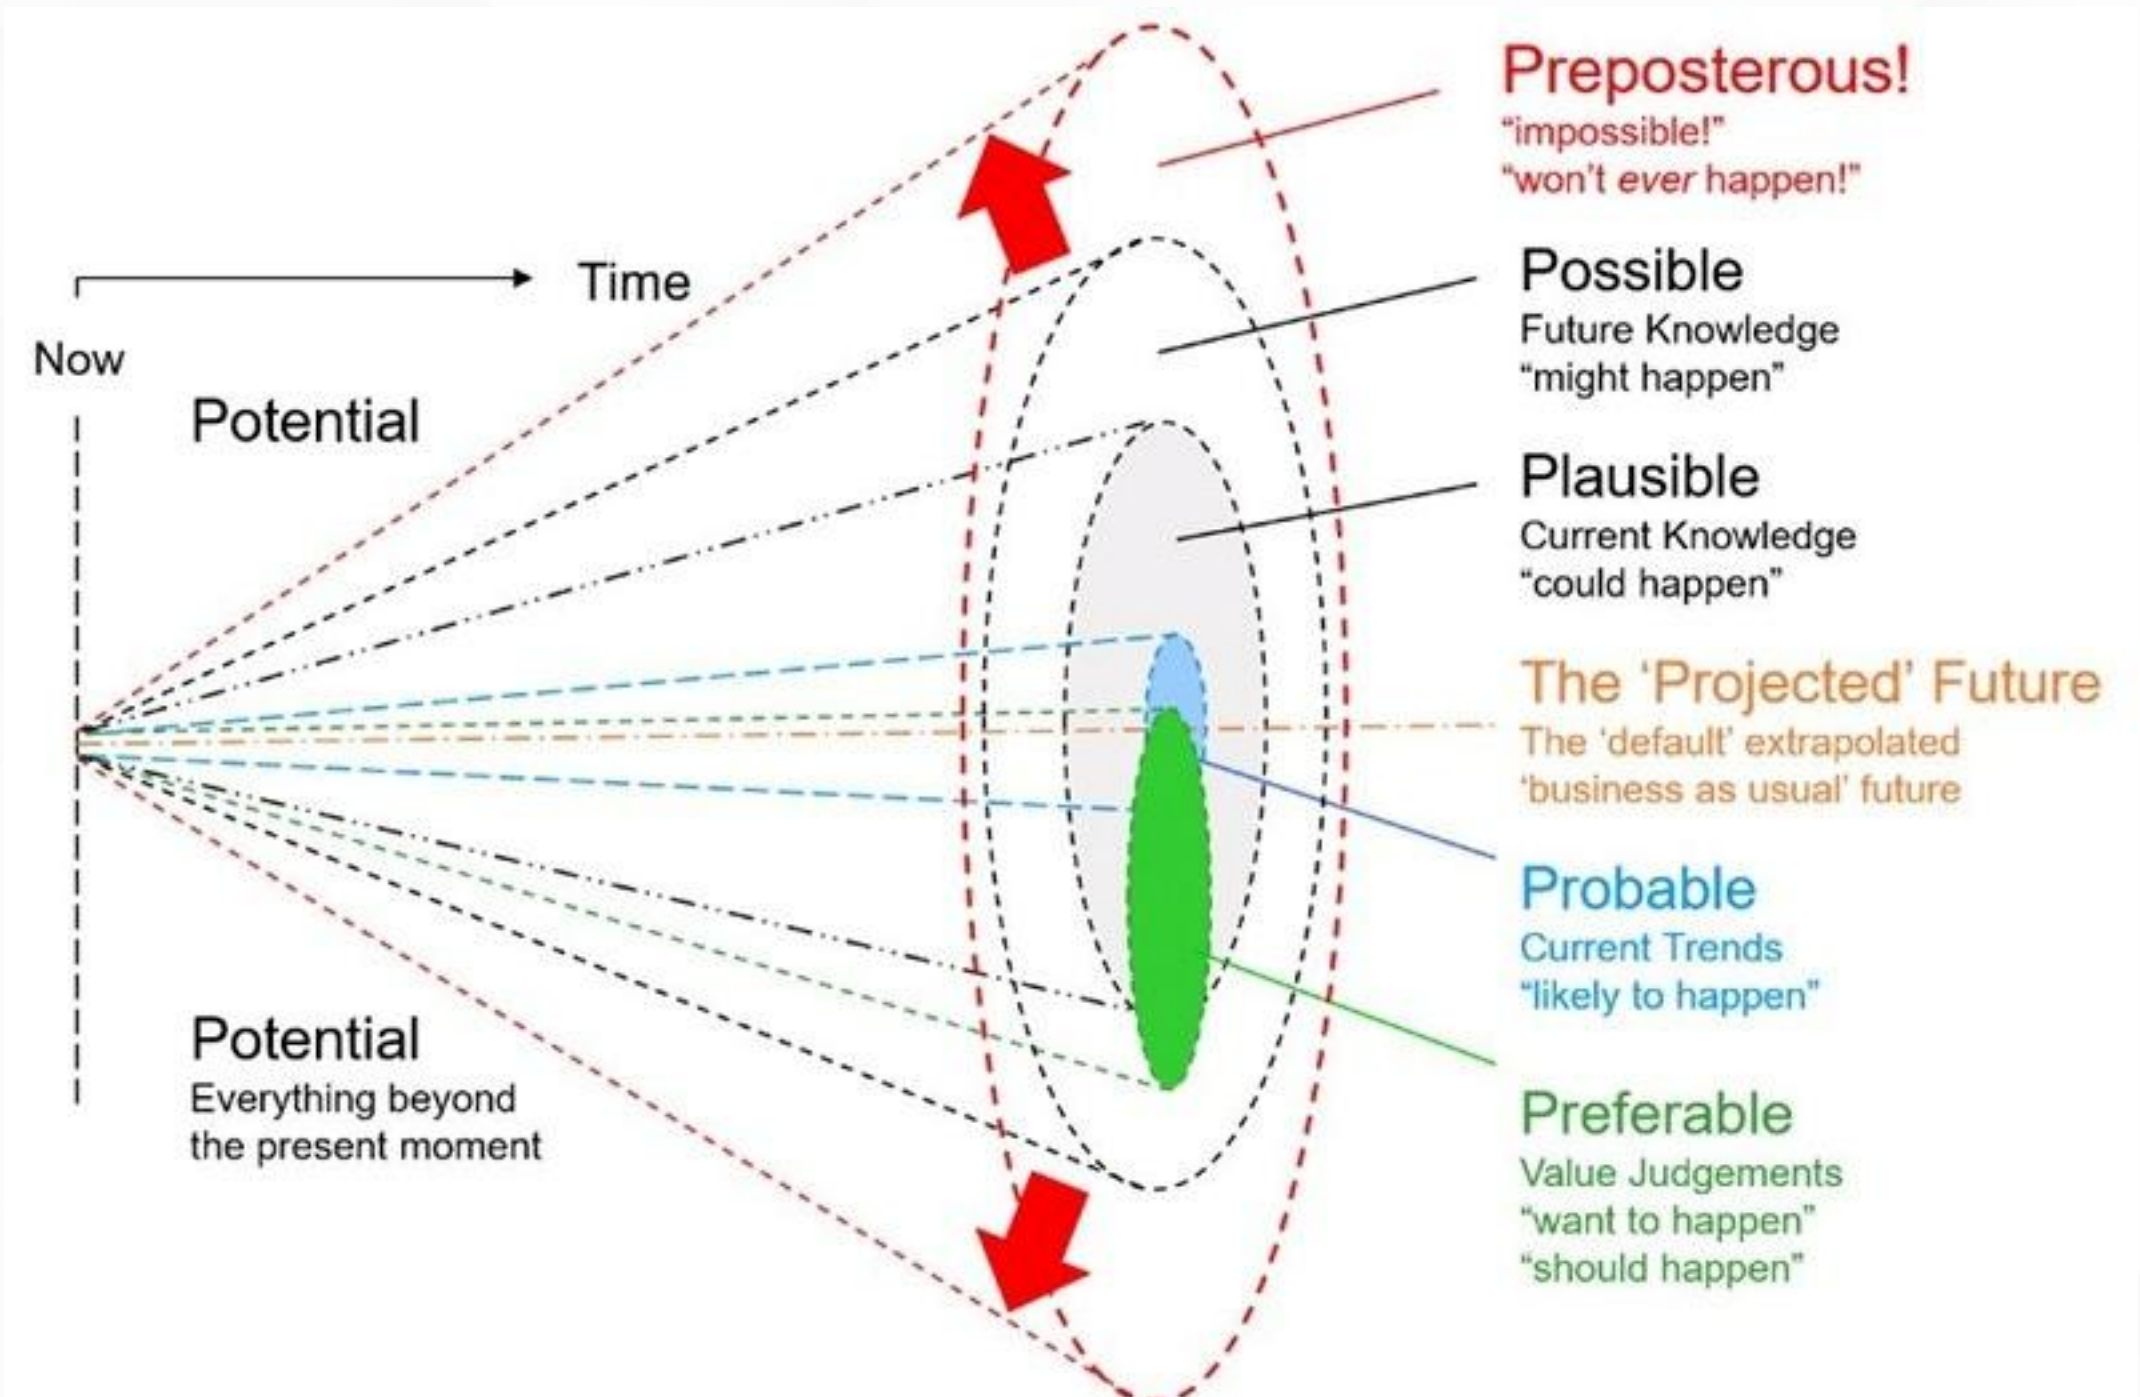 Preposterous!
“impossible!”
“won’t ever happen!”
Time
Now
Potential
Possible
Future Knowledge
“might happen”
Plausible
Current Knowledge
“could happen”
The ‘Projected’ Future
The ‘default’ extrapolated
‘business as usual’ future
Probable
Current Trends
“likely to happen”
Potential
Everything beyond
the present moment
Preferable
Value Judgements
“want to happen”
“should happen”